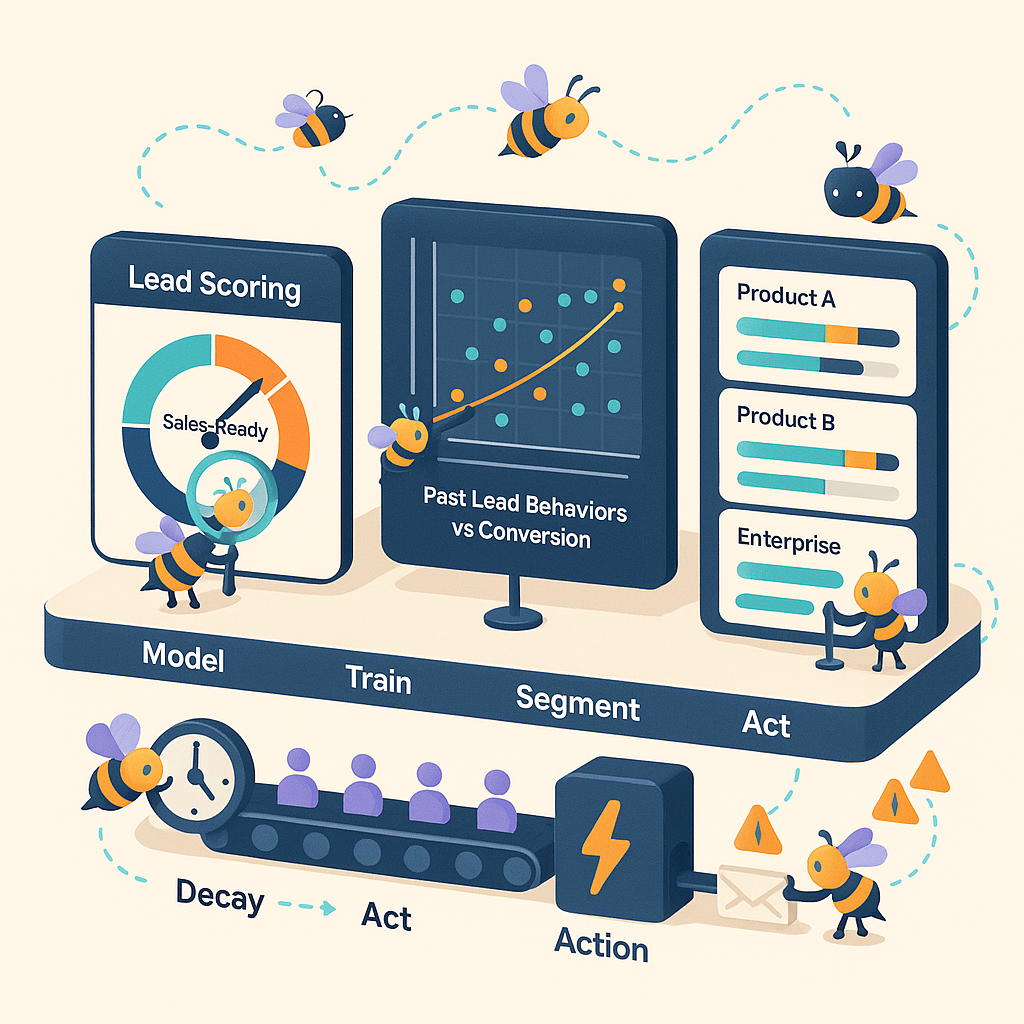 Lead Scoring
Sales-Ready
Past Lead Behaviors
vs Conversion
Product A
Product B
Enterprise
Model
Train
Segment
Act
Decay
Act
Action